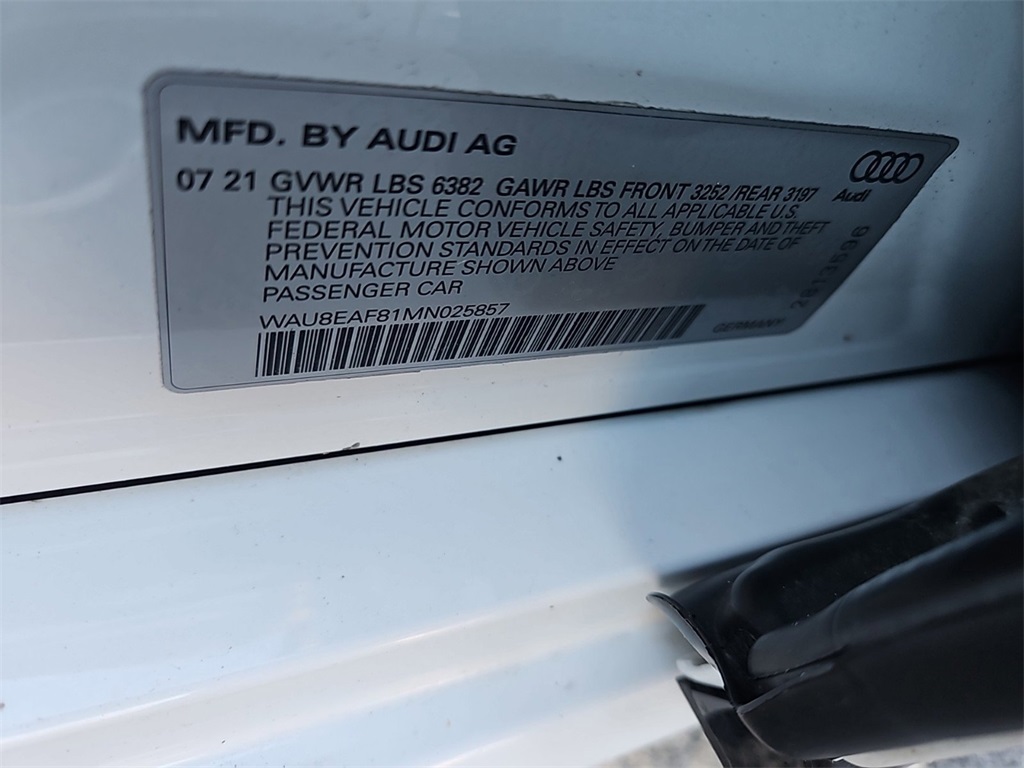 MFD. BY AUDI AG
07 21 GVWR LBS 6382 GAWR LBS FRONT 3252 /REAR 3197
Audi
THIS VEHICLE CONFORMS TO ALL APPLICABLE U.S.
FEDERAL MOTOR VEHICLE SAFETY, BUMPER AND THEFT
PREVENTION STANDARDS IN EFFECT ON THE DATE OF
MANUFACTURE SHOWN ABOVE
PASSENGER CAR
WAU8EAF81MN025857
GERMANY